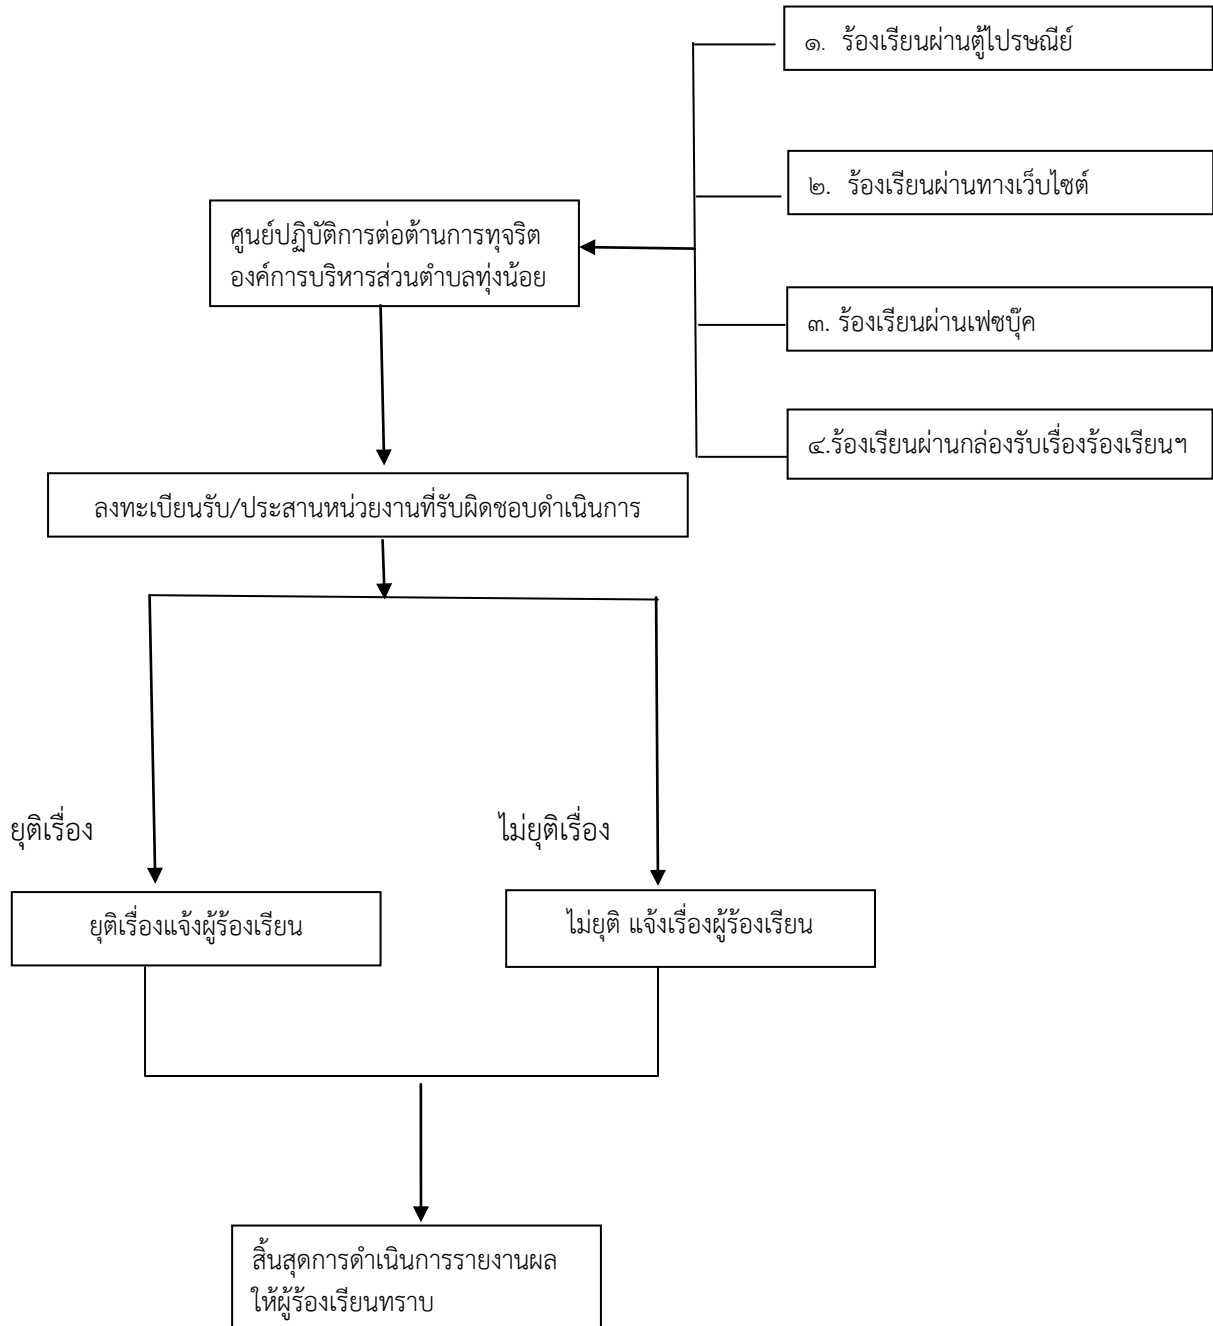 ๑. ร้องเรียนผ่านตู้ไปรษณีย์
๒. ร้องเรียนผ่านทางเว็บไซต์
ศูนย์ปฏิบัติการต่อต้านการทุจริต
องค์การบริหารส่วนตำบลทุ่งน้อย
๓. ร้องเรียนผ่านเฟซบุ๊ค
๔.ร้องเรียนผ่านกล่องรับเรื่องร้องเรียนฯ
ลงทะเบียนรับ/ประสานหน่วยงานที่รับผิดชอบดำเนินการ
ยุติเรื่อง
ไม่ยุติเรื่อง
ยุติเรื่องแจ้งผู้ร้องเรียน
ไม่ยุติ แจ้งเรื่องผู้ร้องเรียน
สิ้นสุดการดำเนินการรายงานผล
ให้ผู้ร้องเรียนทราบ